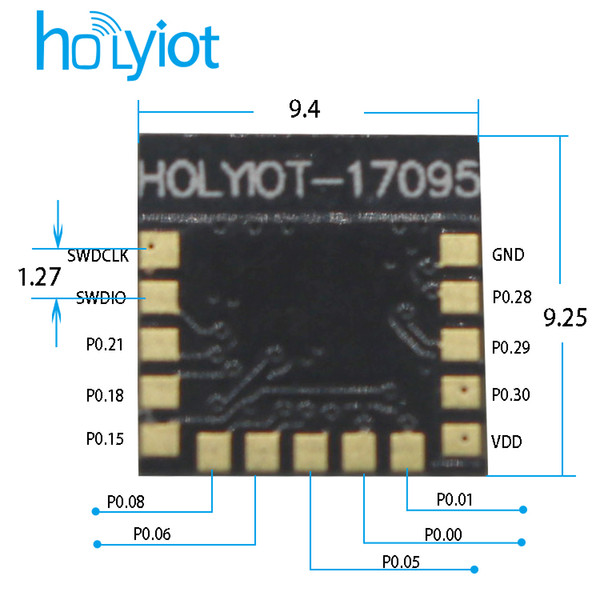 holyiot
9.4
HOLYIOT-17095
SWDCLK
GND
1.27
SWDIO
P0.28
9.25
P0.21
P0.29
P0.18
P0.30
P0.15
VDD
P0.08
P0.01
P0.06
P0.00
P0.05